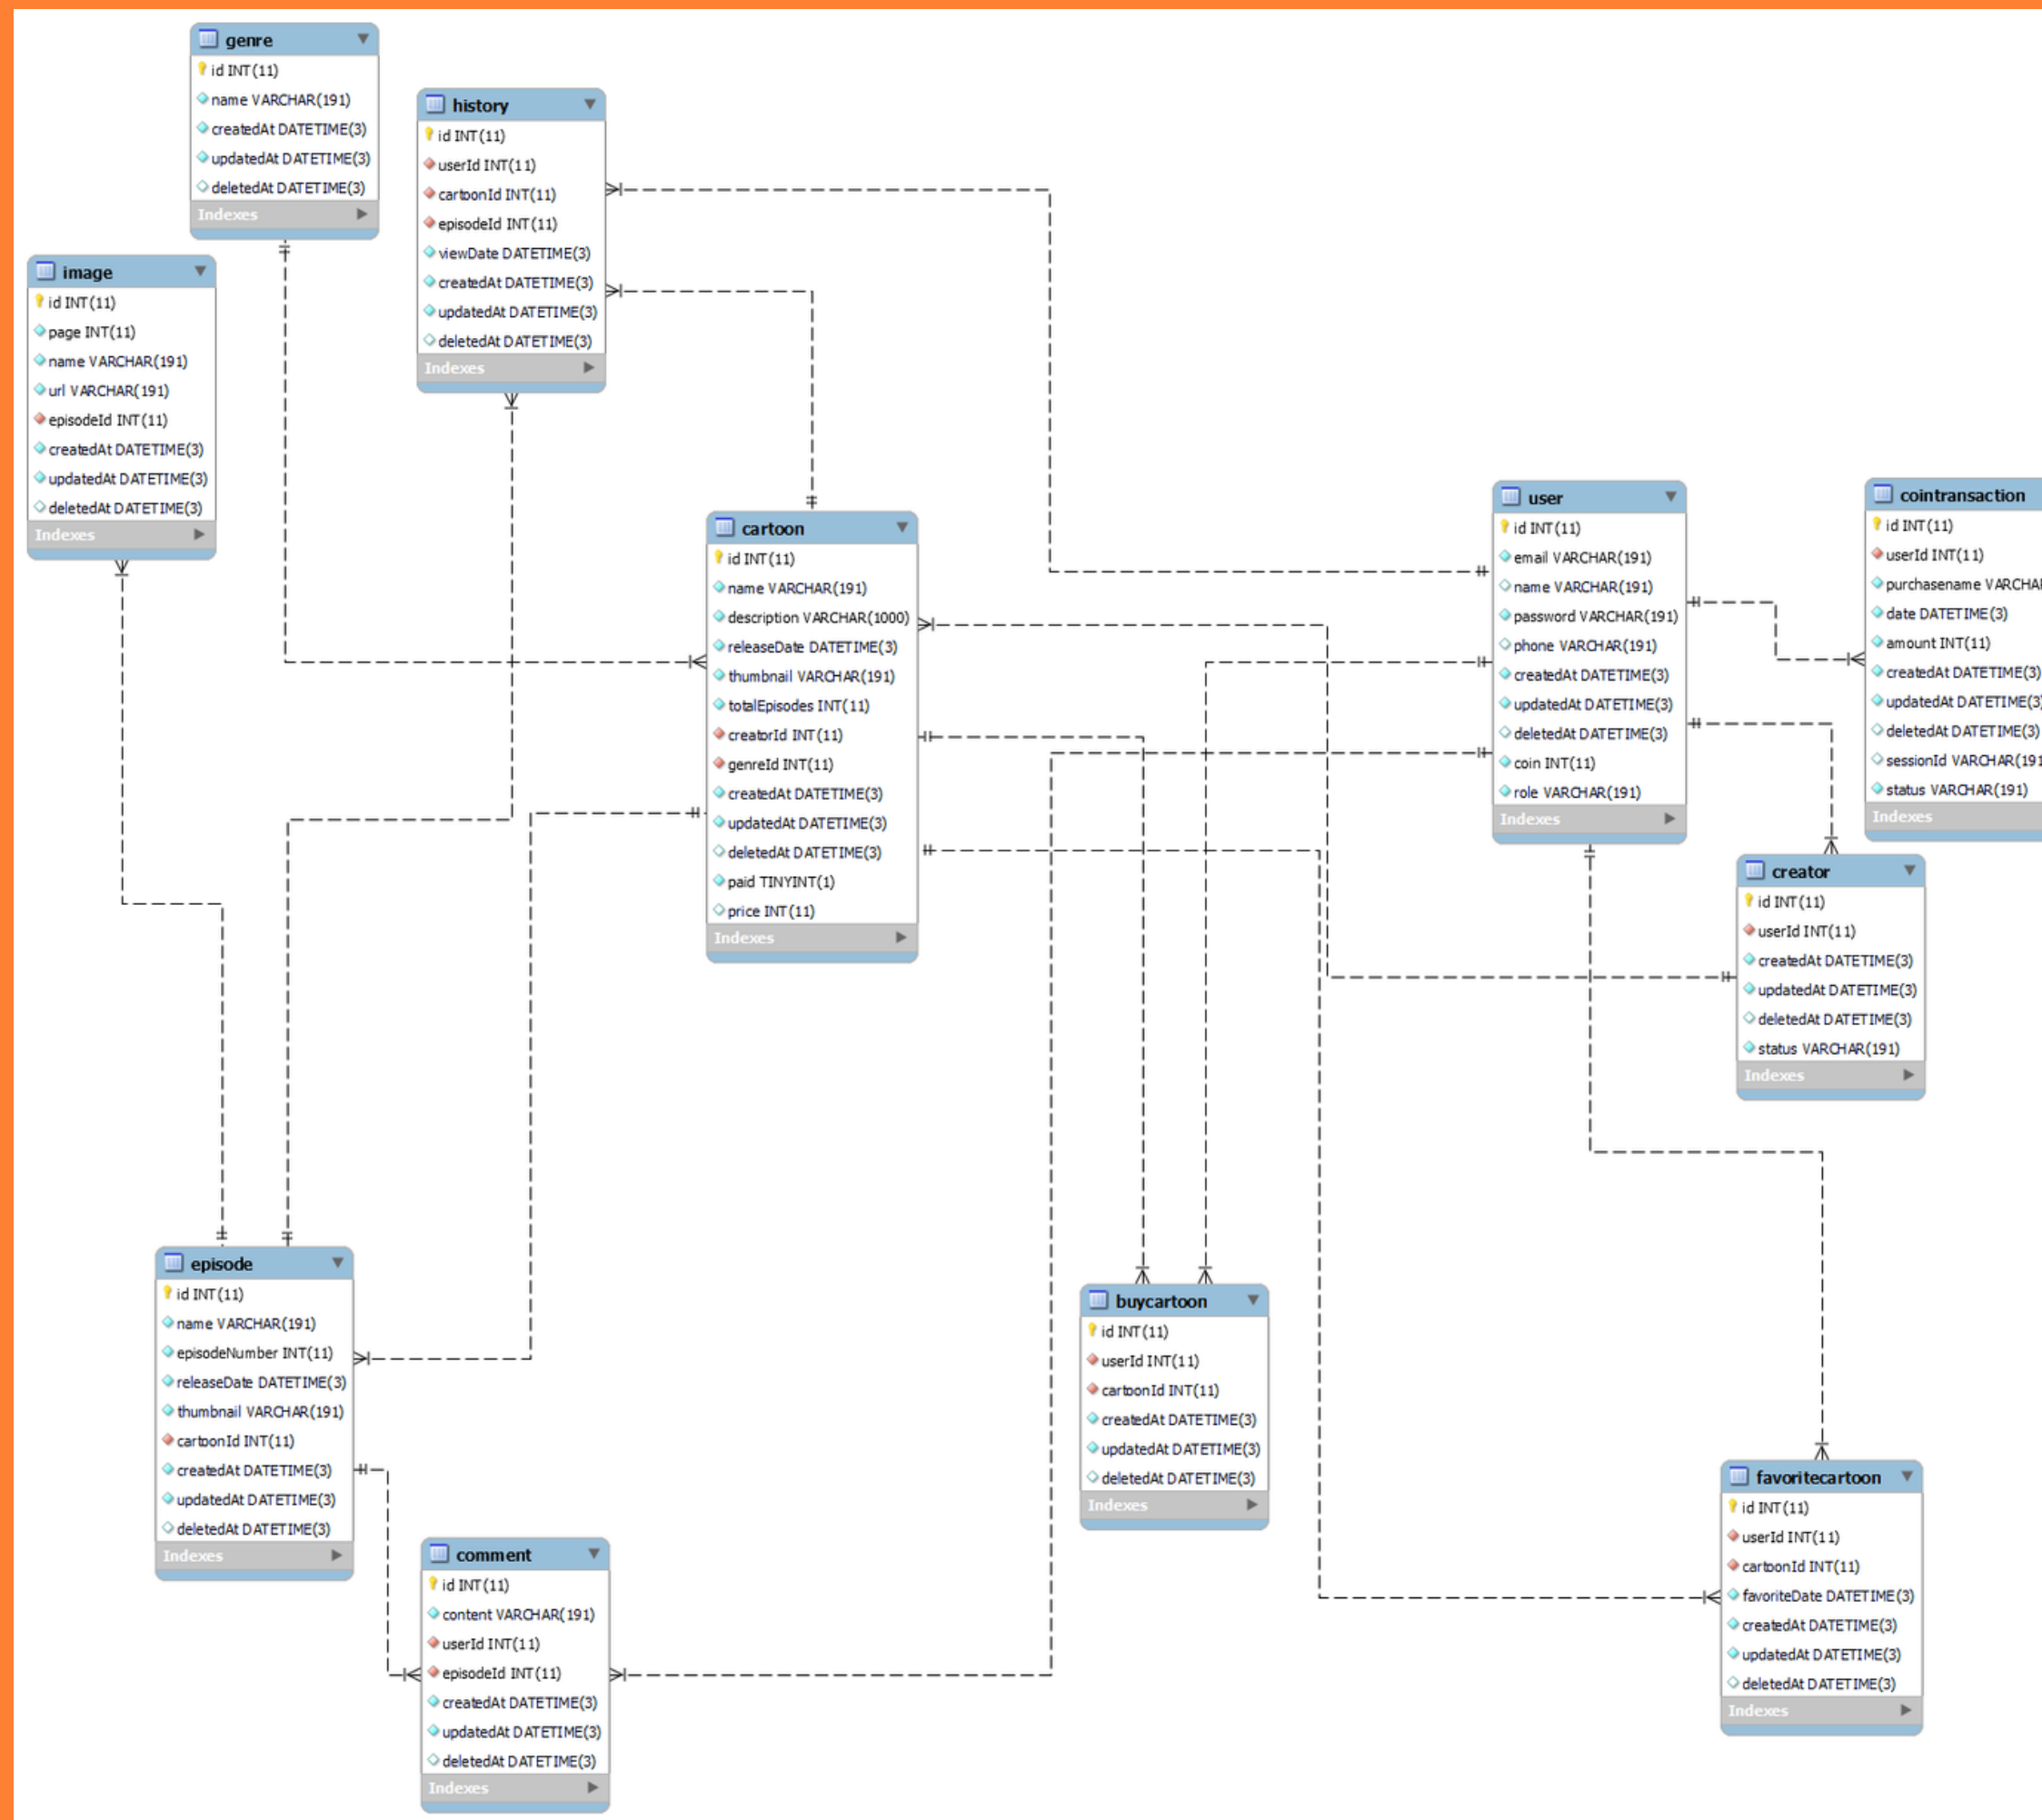 genre
id INT(11)
name VARCHAR(191)
createdAt DATETIME(3)
updatedAt DATETIME(3)
deletedAt DATETIME(3)
Indexes
history
id INT(11)
userId INT(11)
cartoonId INT(11)
episodeId INT(11)
viewDate DATETIME(3)
createdAt DATETIME(3)
updatedAt DATETIME(3)
deletedAt DATETIME(3)
Indexes
image
id INT(11)
page INT(11)
name VARCHAR(191)
url VARCHAR(191)
episodeId INT(11)
createdAt DATETIME(3)
updatedAt DATETIME(3)
deletedAt DATETIME(3)
Indexes
cartoon
id INT(11)
name VARCHAR(191)
description VARCHAR(1000)
releaseDate DATETIME(3)
thumbnail VARCHAR(191)
totalEpisodes INT(11)
creatorId INT(11)
genreId INT(11)
createdAt DATETIME(3)
updatedAt DATETIME(3)
deletedAt DATETIME(3)
paid TINYINT(1)
price INT(11)
Indexes
user
id INT(11)
email VARCHAR(191)
name VARCHAR(191)
password VARCHAR(191)
phone VARCHAR(191)
createdAt DATETIME(3)
updatedAt DATETIME(3)
deletedAt DATETIME(3)
coin INT(11)
role VARCHAR(191)
Indexes
cointransaction
id INT(11)
userId INT(11)
purchasename
date DATETIME(3)
amount INT(11)
createdAt DATETIME(3)
updatedAt DATETIME(3)
deletedAt DATETIME(3)
sessionId VARCHAR(191
status VARCHAR(191)
Indexes
creator
id INT(11)
userId INT(11)
createdAt DATETIME(3)
updatedAt DATETIME(3)
deletedAt DATETIME(3)
status VARCHAR(191)
Indexes
episode
id INT(11)
name VARCHAR(191)
episodeNumber INT(11)
releaseDate DATETIME(3)
thumbnail VARCHAR(191)
cartoonId INT(11)
createdAt DATETIME(3)
updatedAt DATETIME(3)
deletedAt DATETIME(3)
Indexes
buycartoon
id INT(11)
userId INT(11)
cartoonId INT(11)
createdAt DATETIME(3)
updatedAt DATETIME(3)
deletedAt DATETIME(3)
Indexes
favoritecartoon
id INT(11)
userId INT(11)
cartoonId INT(11)
favoriteDate DATETIME(3)
createdAt DATETIME(3)
updatedAt DATETIME(3)
deletedAt DATETIME(3)
Indexes
comment
id INT(11)
content VARCHAR(191)
userId INT(11)
episodeId INT(11)
createdAt DATETIME(3)
updatedAt DATETIME(3)
deletedAt DATETIME(3)
Indexes